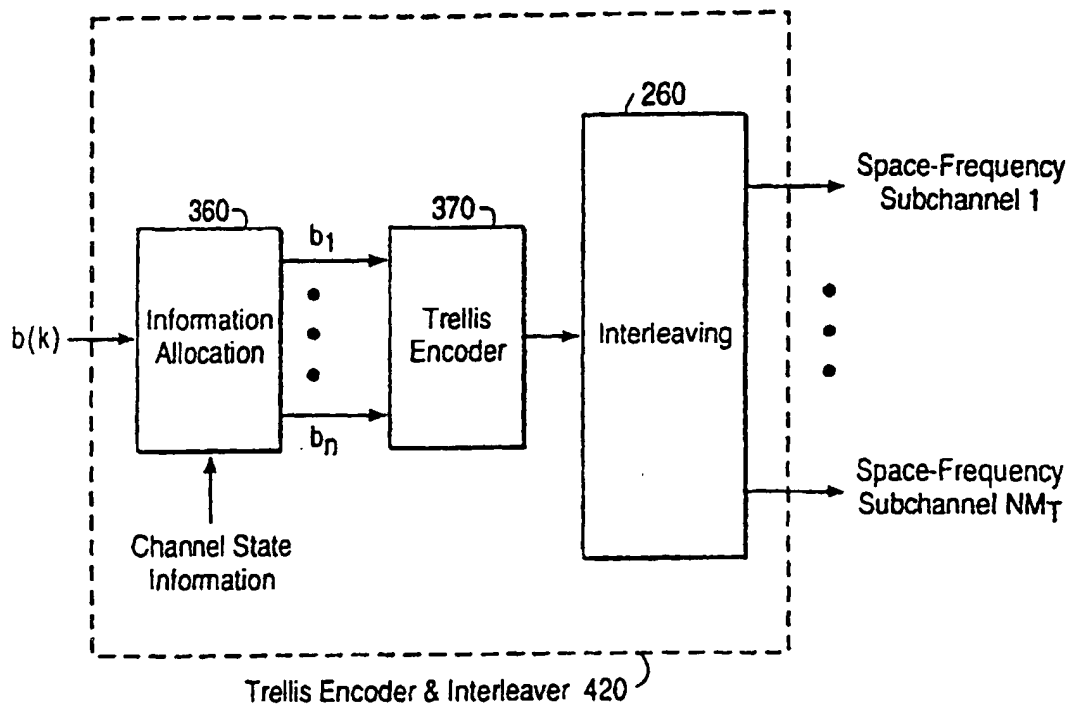 260
Space-Frequency
Subchannel 1
360
370
b1
b(k)
Information
Allocation
Trellis
Encoder
Interleaving
bn
Space-Frequency
Subchannel NMT
Channel State
Information
Trellis Encoder & Interleaver 420